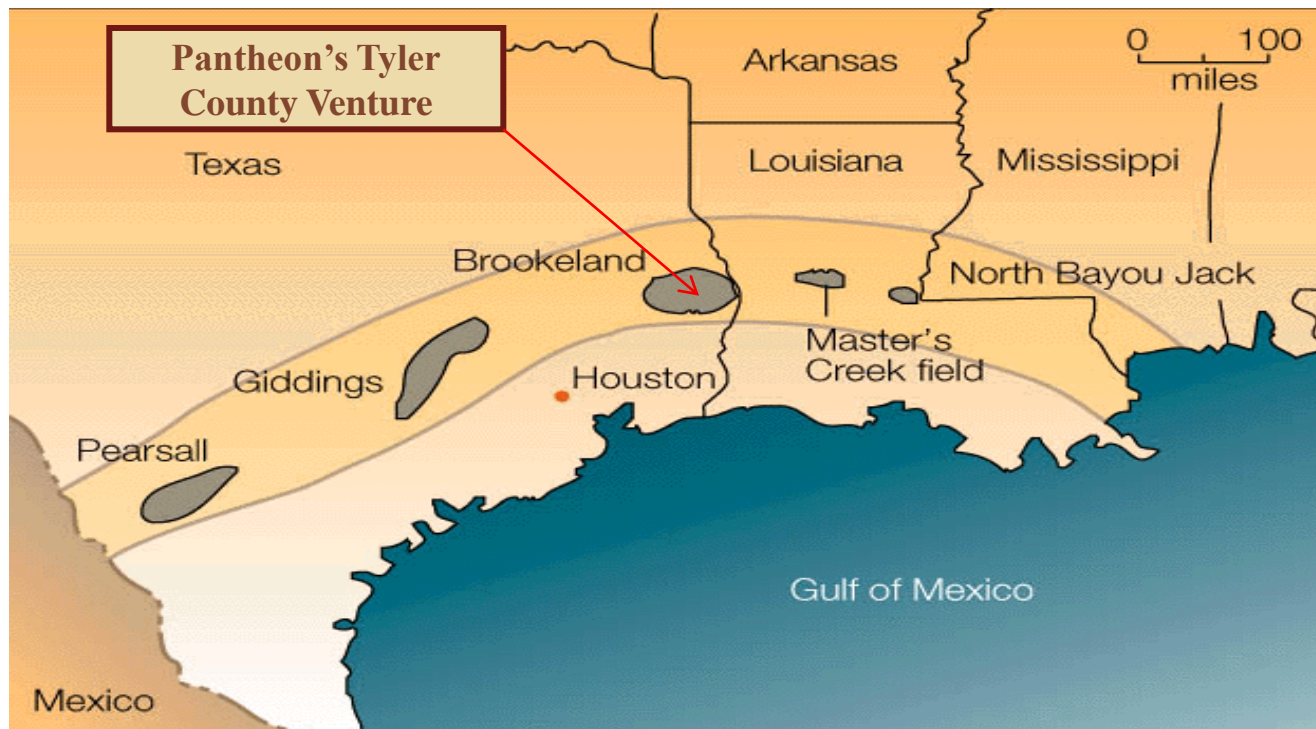 Pantheon's Tyler
County Venture
0 100
miles
Arkansas
Texas
Louisiana
Mississippi
Brookeland
North Bayou Jack
Master's
Creek field
Giddings
Houston
Pearsall
Gulf of Mexico
Mexico